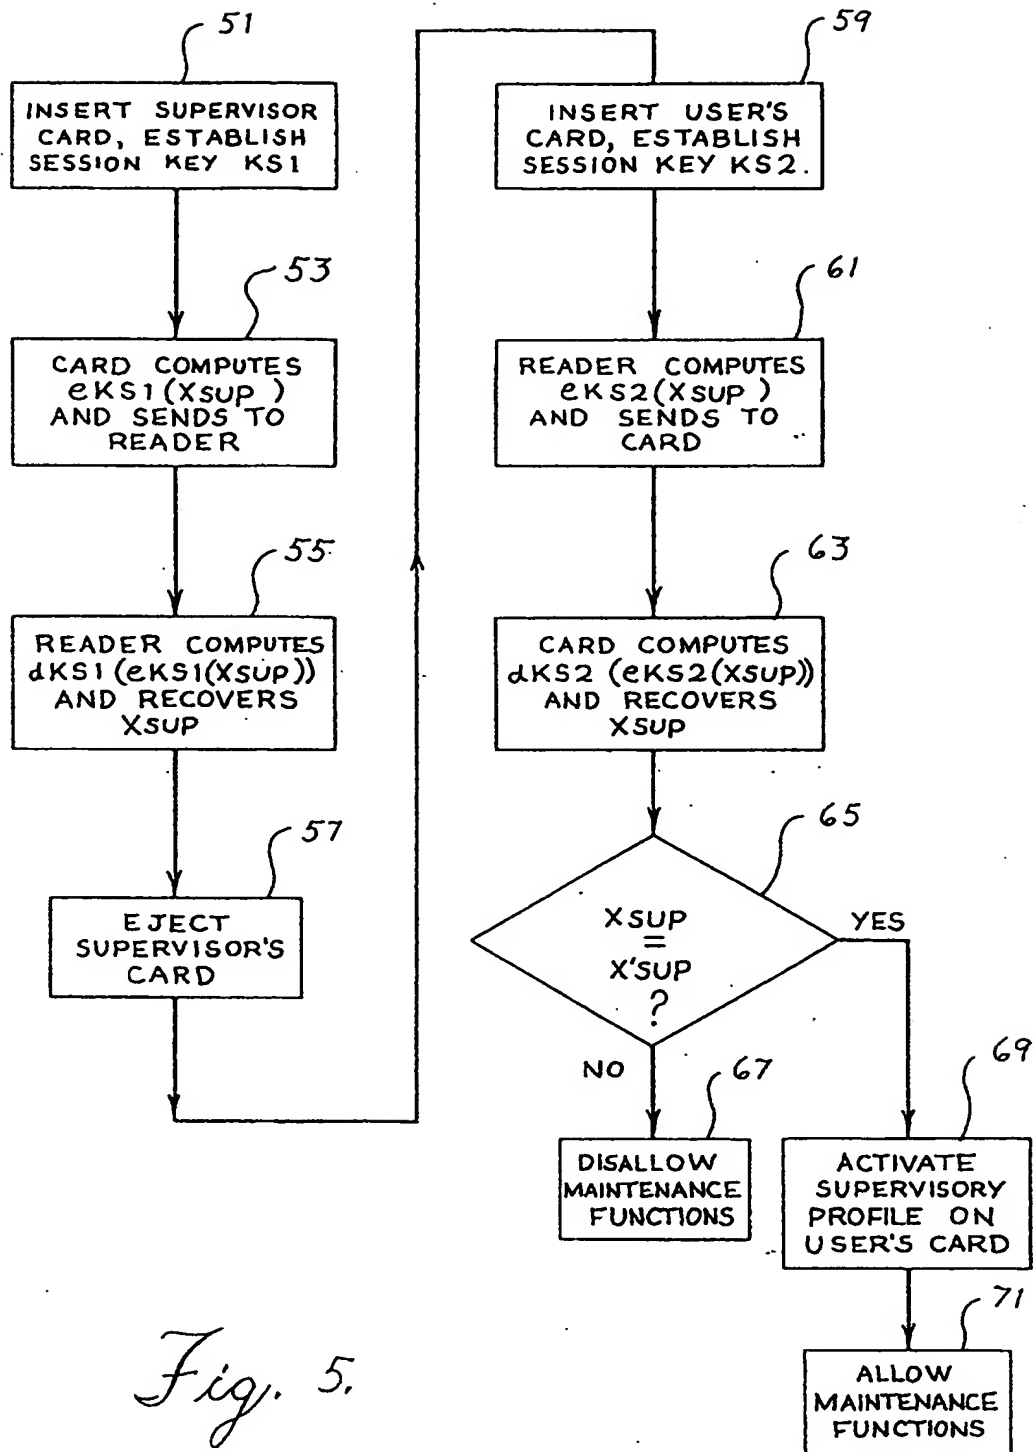 51
INSERT SUPERVISOR
CARD, ESTABLISH
SESSION KEY KS1
53
CARD COMPUTES
eKS1(XSUP )
AND SENDS TO
READER
55
READER COMPUTES
dKS1 (eKS1(XSUP))
AND RECOVERS
XSUP
57
EJECT
SUPERVISOR'S
CARD
59
INSERT USER'S
CARD, ESTABLISH
SESSION KEY KS2.
61
READER COMPUTES
eKS2(XSUP )
AND SENDS TO
CARD
63
CARD COMPUTES
dKS2 (eKS2(XSUP))
AND RECOVERS
XSUP
65
XSUP
=
X'SUP
?
YES
NO
67
DISALLOW
MAINTENANCE
FUNCTIONS
69
ACTIVATE
SUPERVISORY
PROFILE ON
USER'S CARD
71
ALLOW
MAINTENANCE
FUNCTIONS
Fig. 5.